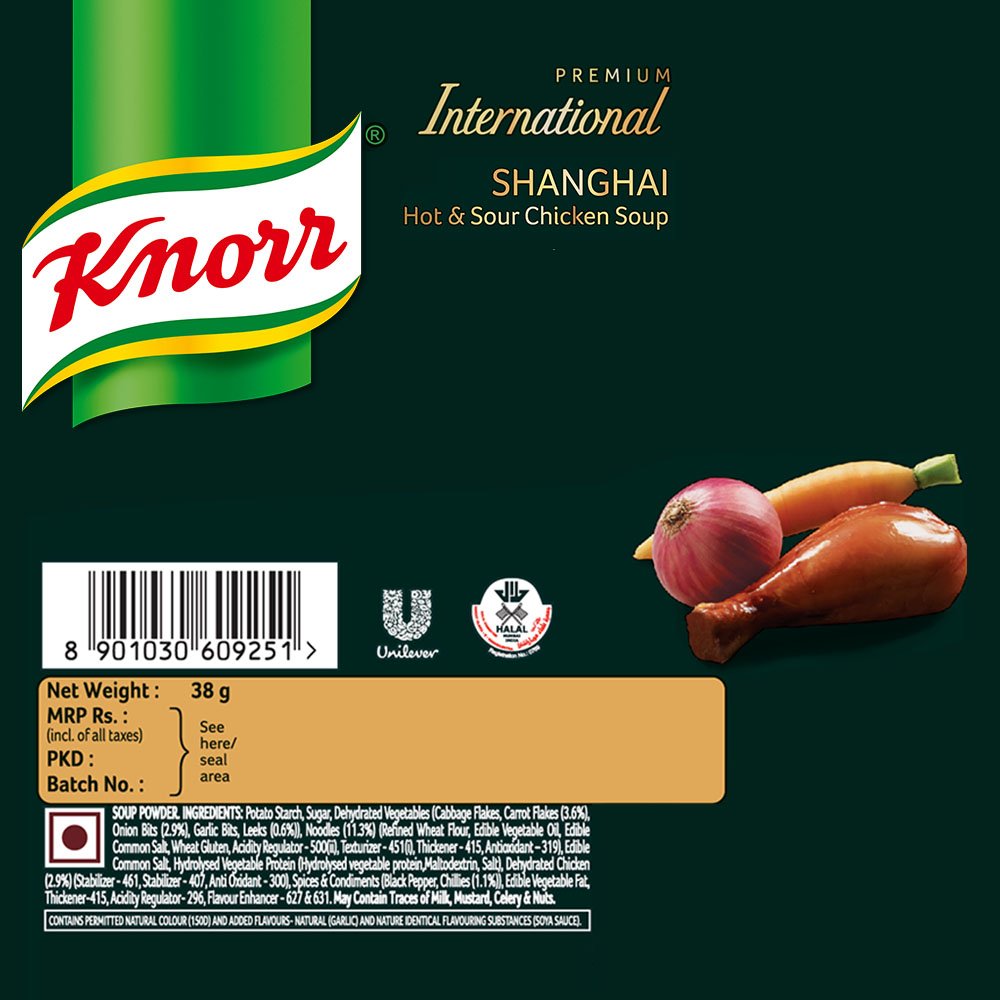 Knorr®
PREMIUM
International
SHANGHAI
Hot & Sour Chicken Soup
8 901030 609251 >
Unilever
HALAL
MUMBAI
INDIA
Net Weight : 38 g
MRP Rs. :
(incl. of all taxes)
PKD :
Batch No. :
See
here/
seal
area
SOUP POWDER. INGREDIENTS: Potato Starch, Sugar, Dehydrated Vegetables (Cabbage Flakes, Carrot Flakes (3.6%),
Onion Bits (2.9%), Garlic Bits, Leeks (0.6%)), Noodles (11.3%) (Refined Wheat Flour, Edible Vegetable Oil, Edible
Common Salt, Wheat Gluten, Acidity Regulator - 500(ii), Texturizer - 451(i), Thickener - 415, Antioxidant - 319), Edible
Common Salt, Hydrolysed Vegetable Protein (Hydrolysed vegetable protein,Maltodextrin, Salt), Dehydrated Chicken
(2.9%) (Stabilizer - 461, Stabilizer - 407, Anti Oxidant - 300), Spices & Condiments (Black Pepper, Chillies (1.1%)), Edible Vegetable Fat,
Thickener-415, Acidity Regulator- 296, Flavour Enhancer - 627 & 631. May Contain Traces of Milk, Mustard, Celery & Nuts.
CONTAINS PERMITTED NATURAL COLOUR (150D) AND ADDED FLAVOURS- NATURAL (GARLIC) AND NATURE IDENTICAL FLAVOURING SUBSTANCES (SOYA SAUCE).